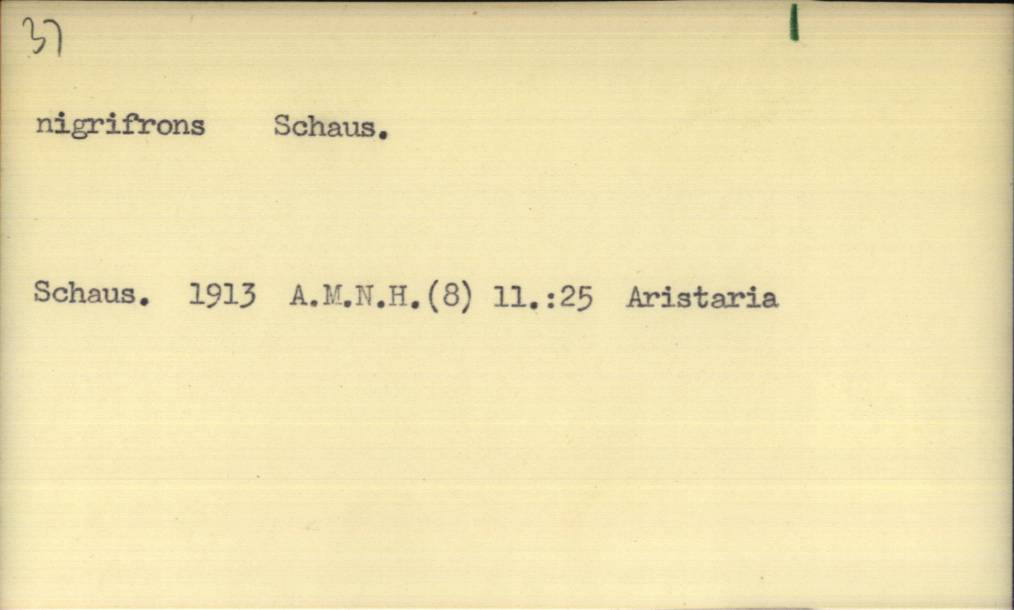 37
nigrifrons Schaus.
Schaus. 1913 A.M.N.H.(8) 11.:25 Aristaria